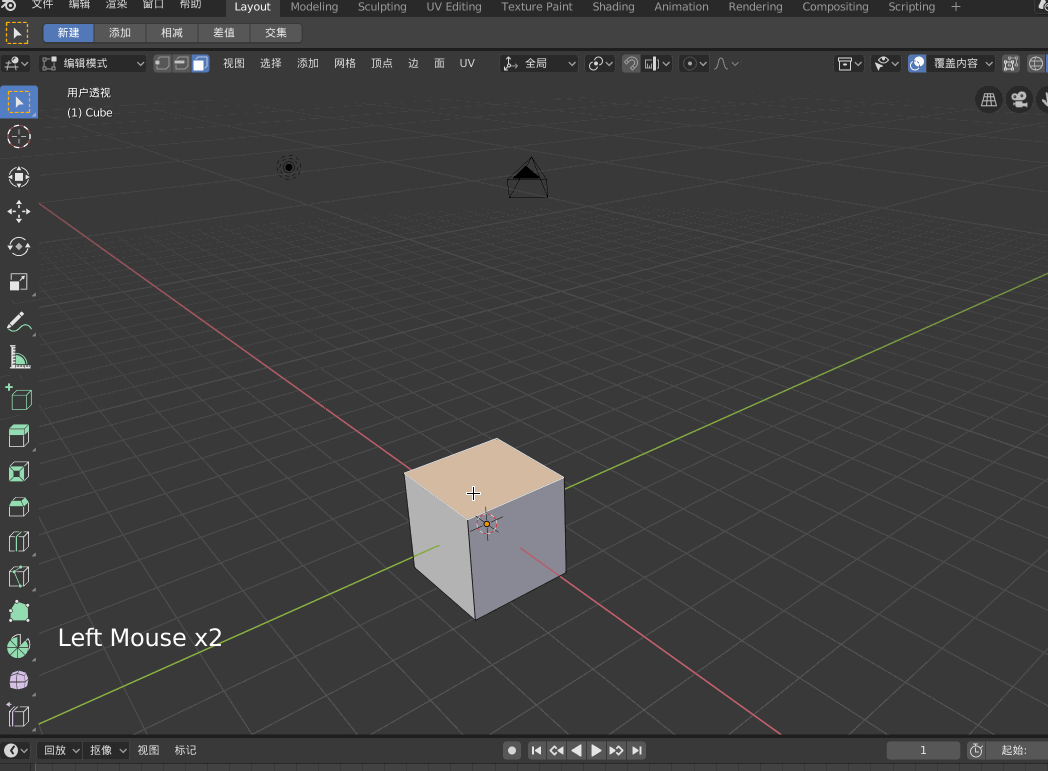 文件 编辑 渲染 窗口 帮助 Layout Modeling Sculpting UV Editing Texture Paint Shading Animation Rendering Compositing Scripting +
新建 添加 相减 差值 交集
编辑模式 视图 选择 添加 网格 顶点 边 面 UV 全局 覆盖内容
用户透视
(1) Cube
Left Mouse x2
回放 抠像 视图 标记 1 起始: